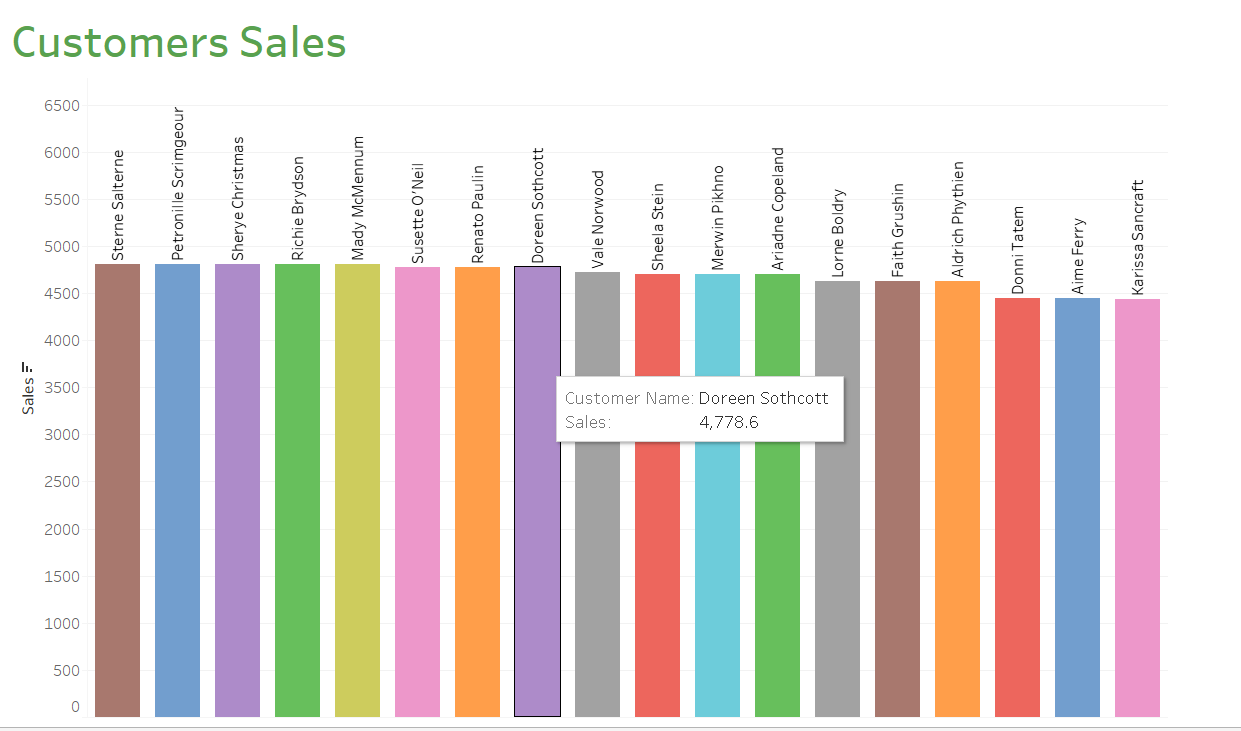 Customers Sales
6500
6000
5500
5000
4500
4000
3500
3000
2500
2000
1500
1000
500
0
Sales
Sterne Salterne
Petronille Scrimgeour
Sherye Christmas
Richie Brydson
Mady McMennum
Susette O'Neil
Renato Paulin
Doreen Sothcott
Vale Norwood
Sheela Stein
Merwin Pikhno
Ariadne Copeland
Lorne Boldry
Faith Grushin
Aldrich Phythien
Donni Tatem
Aime Ferry
Karissa Sancraft
Customer Name: Doreen Sothcott
Sales: 4,778.6